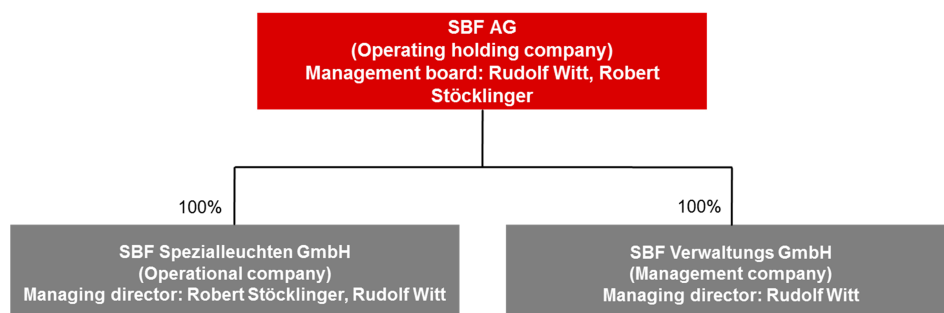 SBF AG
(Operating holding company)
Management board: Rudolf Witt, Robert
Stöcklinger
100%
100%
SBF Spezialleuchten GmbH
(Operational company)
Managing director: Robert Stöcklinger, Rudolf Witt
SBF Verwaltungs GmbH
(Management company)
Managing director: Rudolf Witt